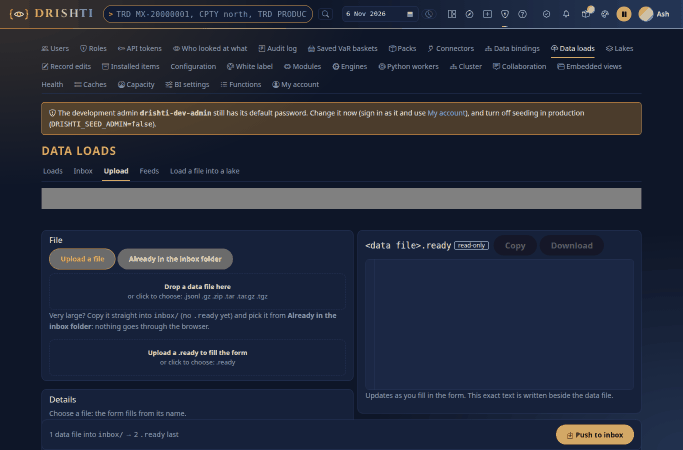 { } DRISHTI
> TRD MX-20000001, CPTY north, TRD PRODUC
6 Nov 2026
Ash
Users Roles API tokens Who looked at what Audit log Saved VaR baskets Packs Connectors Data bindings Data loads Lakes
Record edits Installed items Configuration White label Modules Engines Python workers Cluster Collaboration Embedded views
Health Caches Capacity BI settings Functions My account
The development admin drishti-dev-admin still has its default password. Change it now (sign in as it and use My account), and turn off seeding in production
(DRISHTI_SEED_ADMIN=false).
DATA LOADS
Loads Inbox Upload Feeds Load a file into a lake
File
Upload a file Already in the inbox folder
Drop a data file here
or click to choose: .jsonl .gz .zip .tar .tar.gz .tgz
Very large? Copy it straight into inbox/ (no .ready yet) and pick it from Already in the
inbox folder: nothing goes through the browser.
Upload a .ready to fill the form
or click to choose: .ready
Details
Choose a file: the form fills from its name.
<data file>.ready read-only Copy Download
Updates as you fill in the form. This exact text is written beside the data file.
1 data file into inbox/ → 2 .ready last
Push to inbox